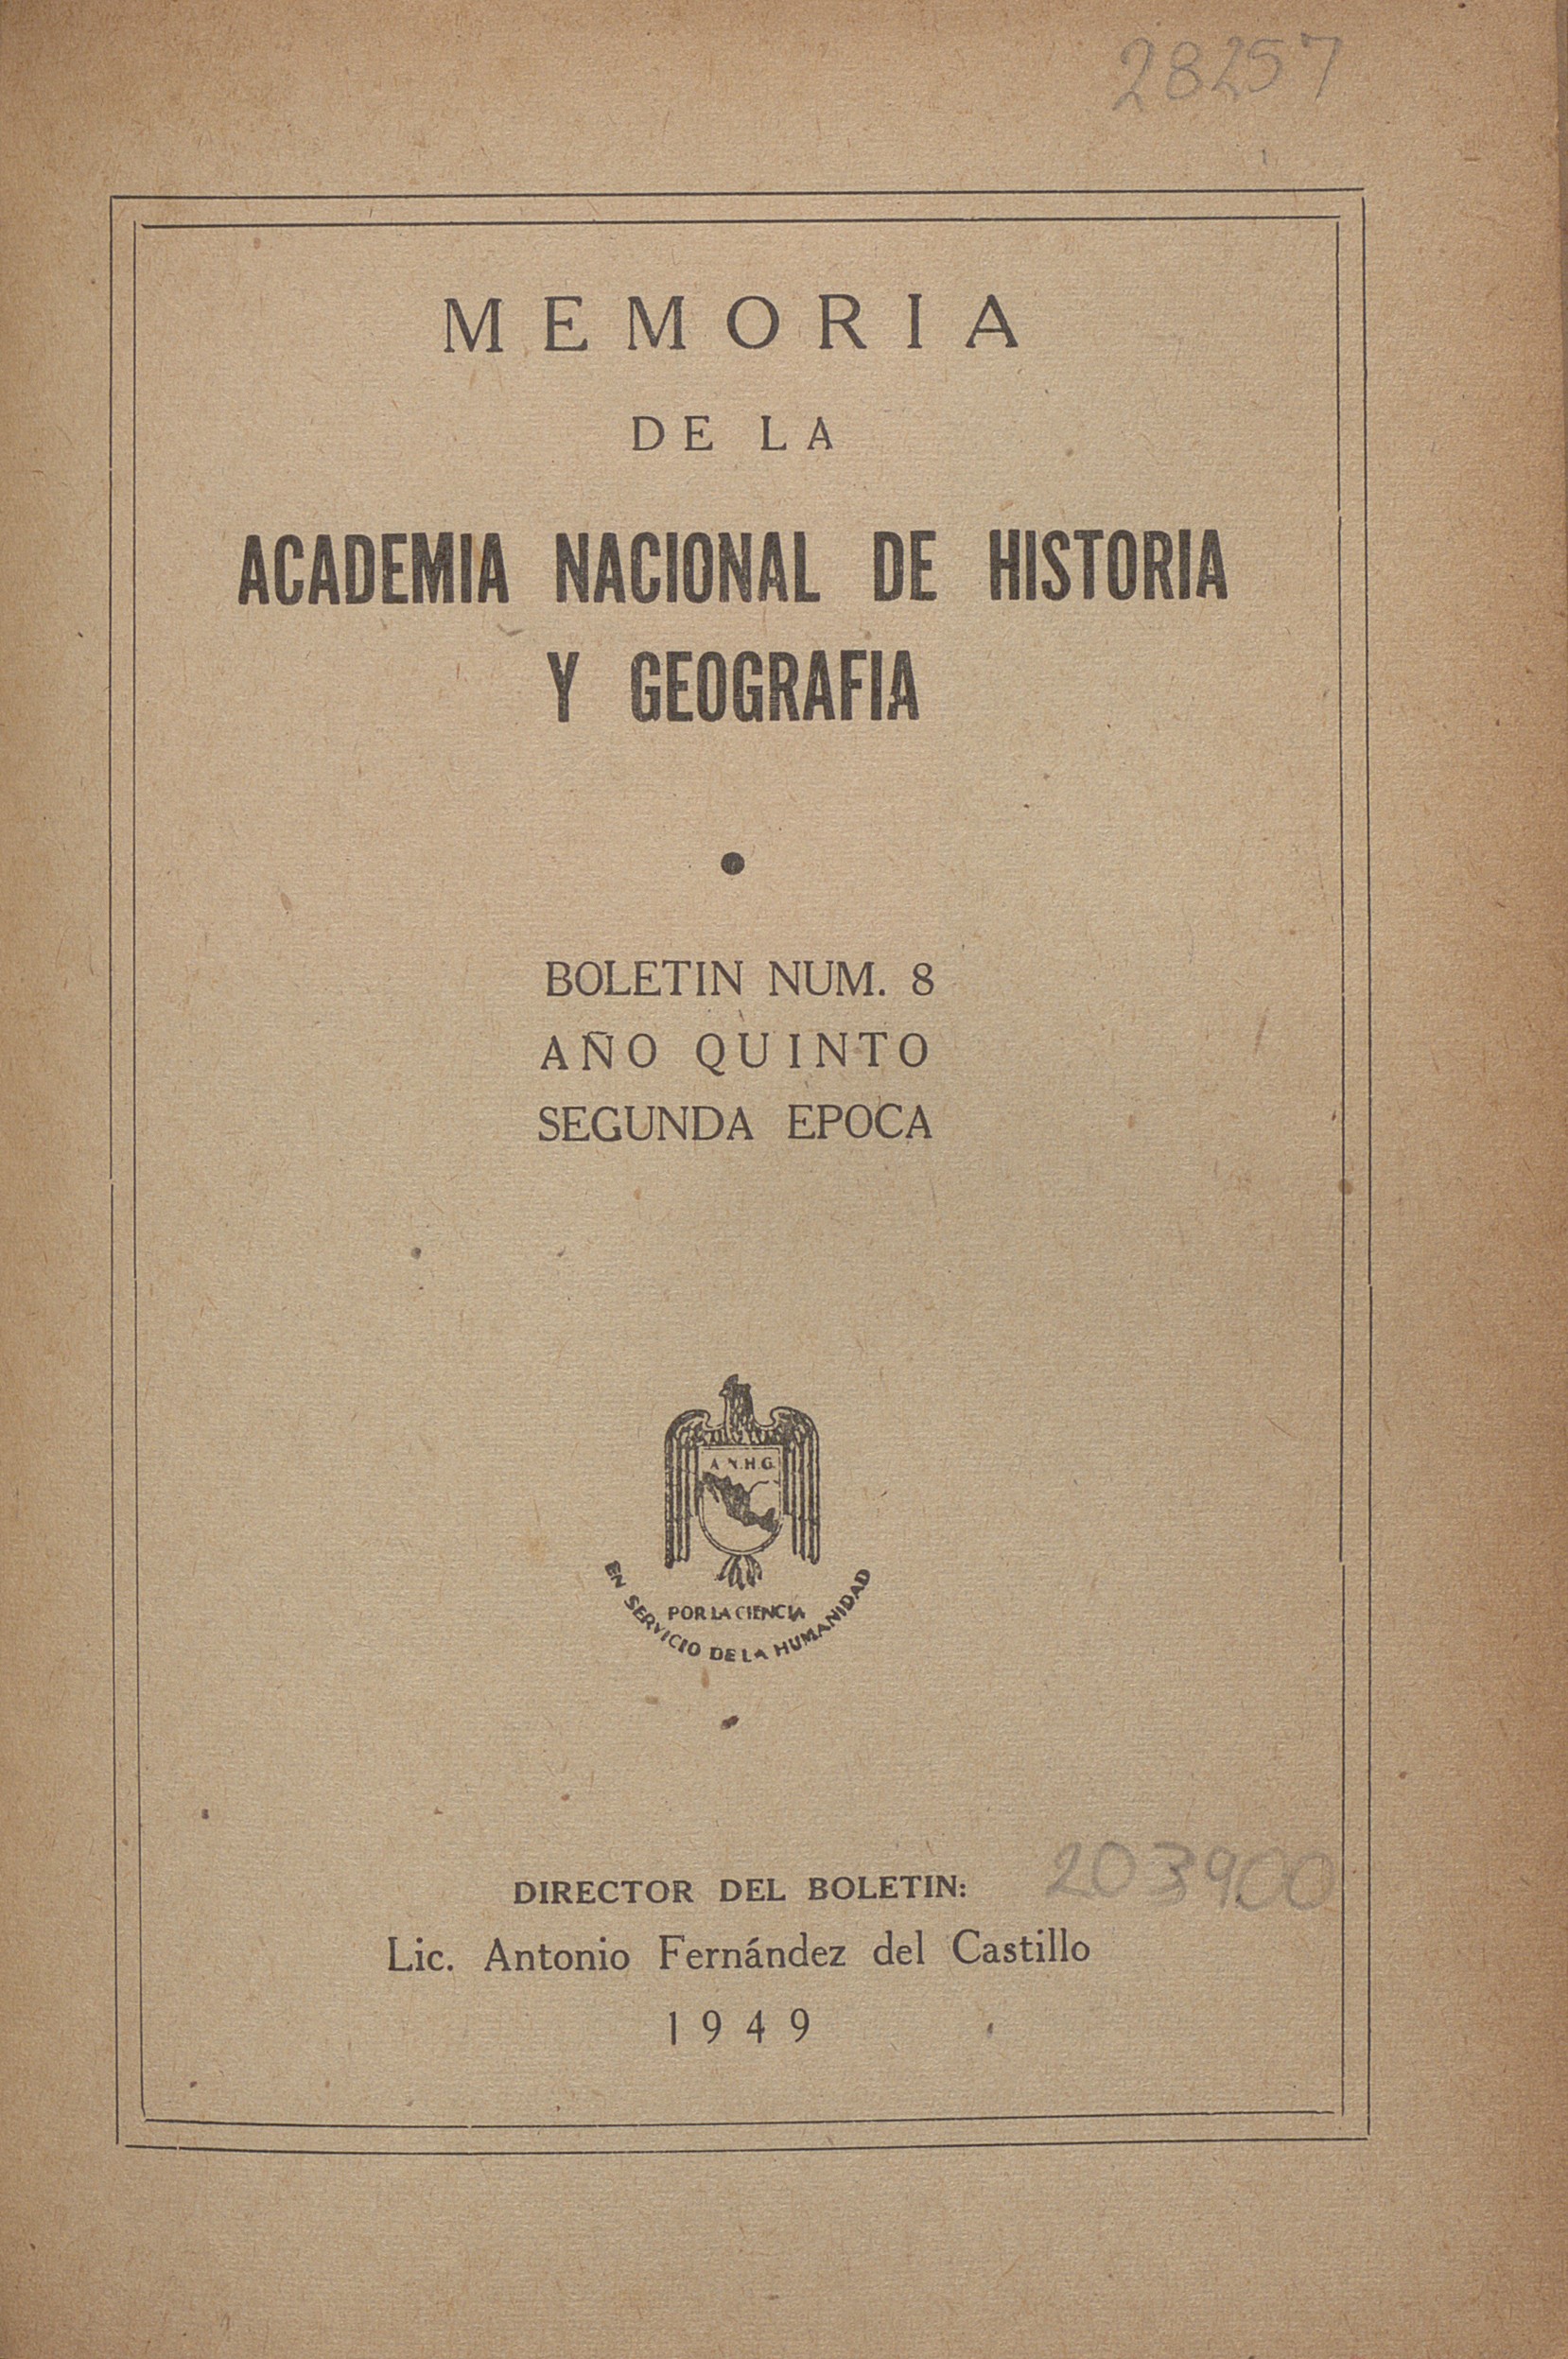 28257
MEMORIA
DE LA
ACADEMIA NACIONAL DE HISTORIA
Y GEOGRAFIA
BOLETIN NUM. 8
AÑO QUINTO
SEGUNDA EPOCA
A.N.H.G.
POR LA CIENCIA
EN SERVICIO DE LA HUMANIDAD
203900
DIRECTOR DEL BOLETIN:
Lic. Antonio Fernández del Castillo
1949